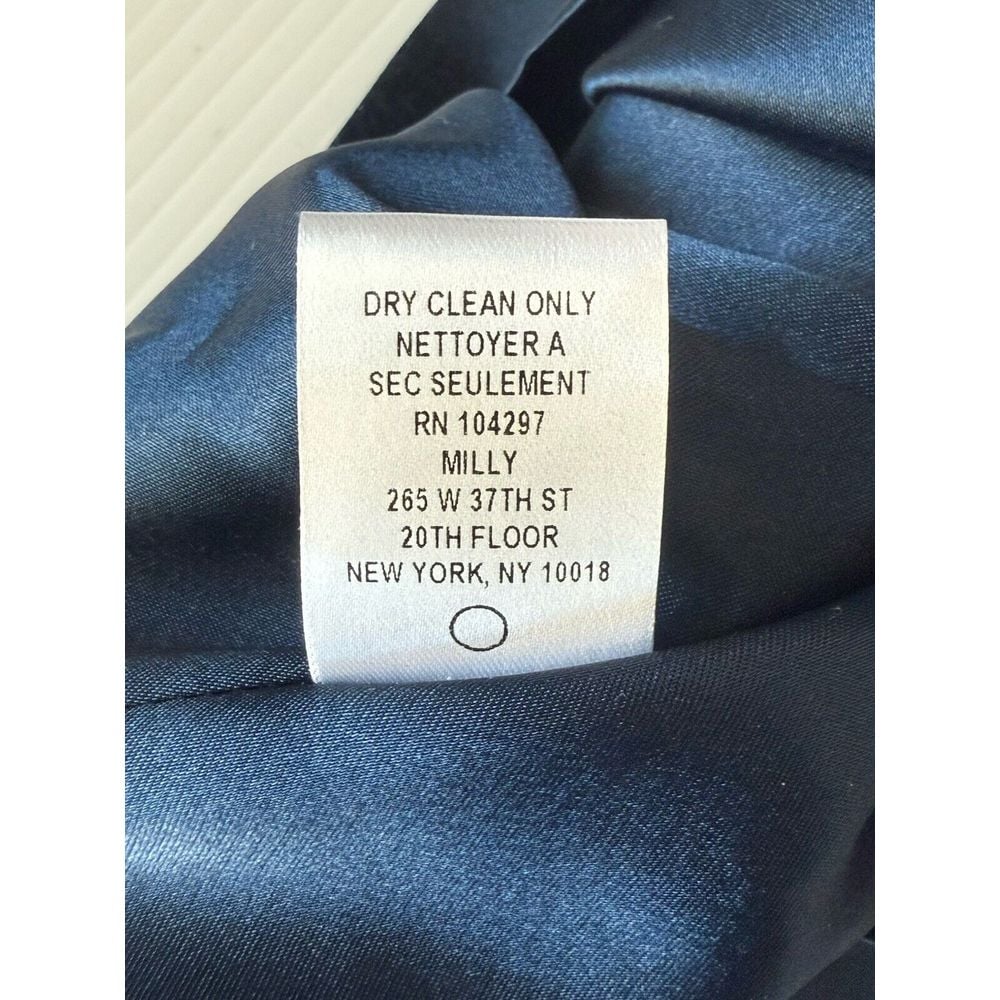 DRY CLEAN ONLY
NETTOYER A
SEC SEULEMENT
RN 104297
MILLY
265 W 37TH ST
20TH FLOOR
NEW YORK, NY 10018